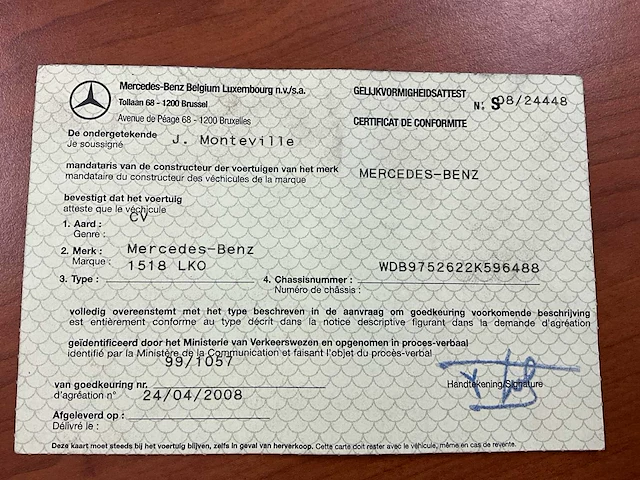 Mercedes-Benz Belgium Luxembourg n.v./s.a.
Tollaan 68 - 1200 Brussel
Avenue de Péage 68 - 1200 Bruxelles
GELIJKVORMIGHEIDSATTEST
N: S08/24448
CERTIFICAT DE CONFORMITE
De ondergetekende
Je soussigné
J. Monteville
mandataris van de constructeur der voertuigen van het merk
mandataire du constructeur des véchicules de la marque
MERCEDES-BENZ
bevestigt dat het voertuig
atteste que le véchicule
CV
1. Aard :
Genre :
2. Merk : Mercedes-Benz
Marque : 1518 LKO
WDB9752622K596488
3. Type :
4. Chassisnummer :
Numéro de châssis :
volledig overeenstemt met het type beschreven in de aanvraag om goedkeuring voorkomende beschrijving
est entièrement conforme au type décrit dans la notice descriptive figurant dans la demande d'agréation
geïdentificeerd door het Ministerie van Verkeerswezen en opgenomen in proces-verbaal
identifié par la Ministère de la Communication et faisant l'objet du procès-verbal
99/1057
van goedkeuring nr.
d'agréation n°
24/04/2008
Handtekening/Signature
Afgeleverd op :
Délivré le :
Deze kaart moet steeds bij het voertuig blijven, zelfs in geval van herverkoop. Cette carte doit rester avec le véhicule, même en cas de revente.